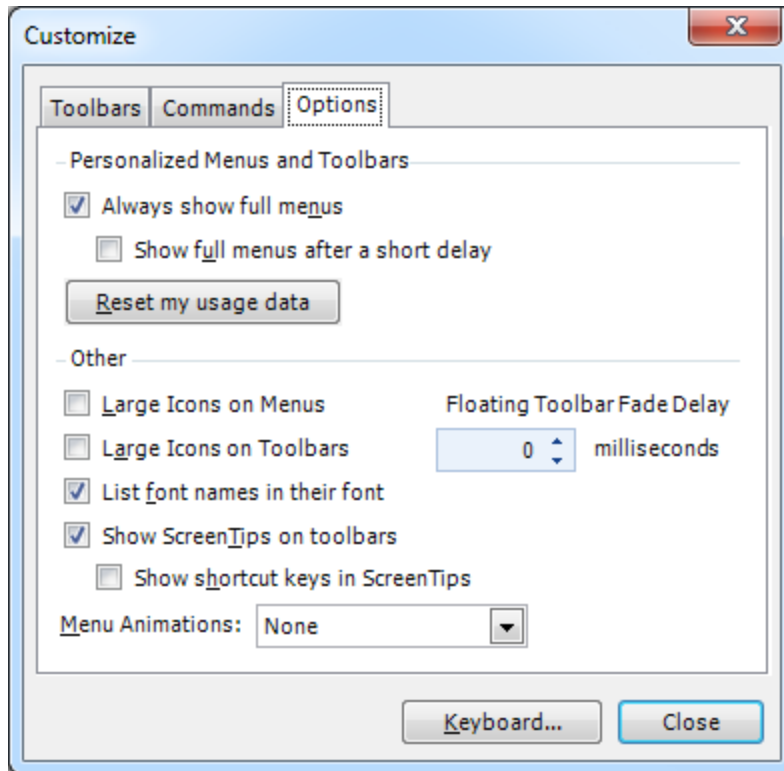 Customize
Toolbars Commands Options
Personalized Menus and Toolbars
Always show full menus
Show full menus after a short delay
Reset my usage data
Other
Large Icons on Menus Floating Toolbar Fade Delay
Large Icons on Toolbars 0 milliseconds
List font names in their font
Show ScreenTips on toolbars
Show shortcut keys in ScreenTips
Menu Animations: None
Keyboard... Close